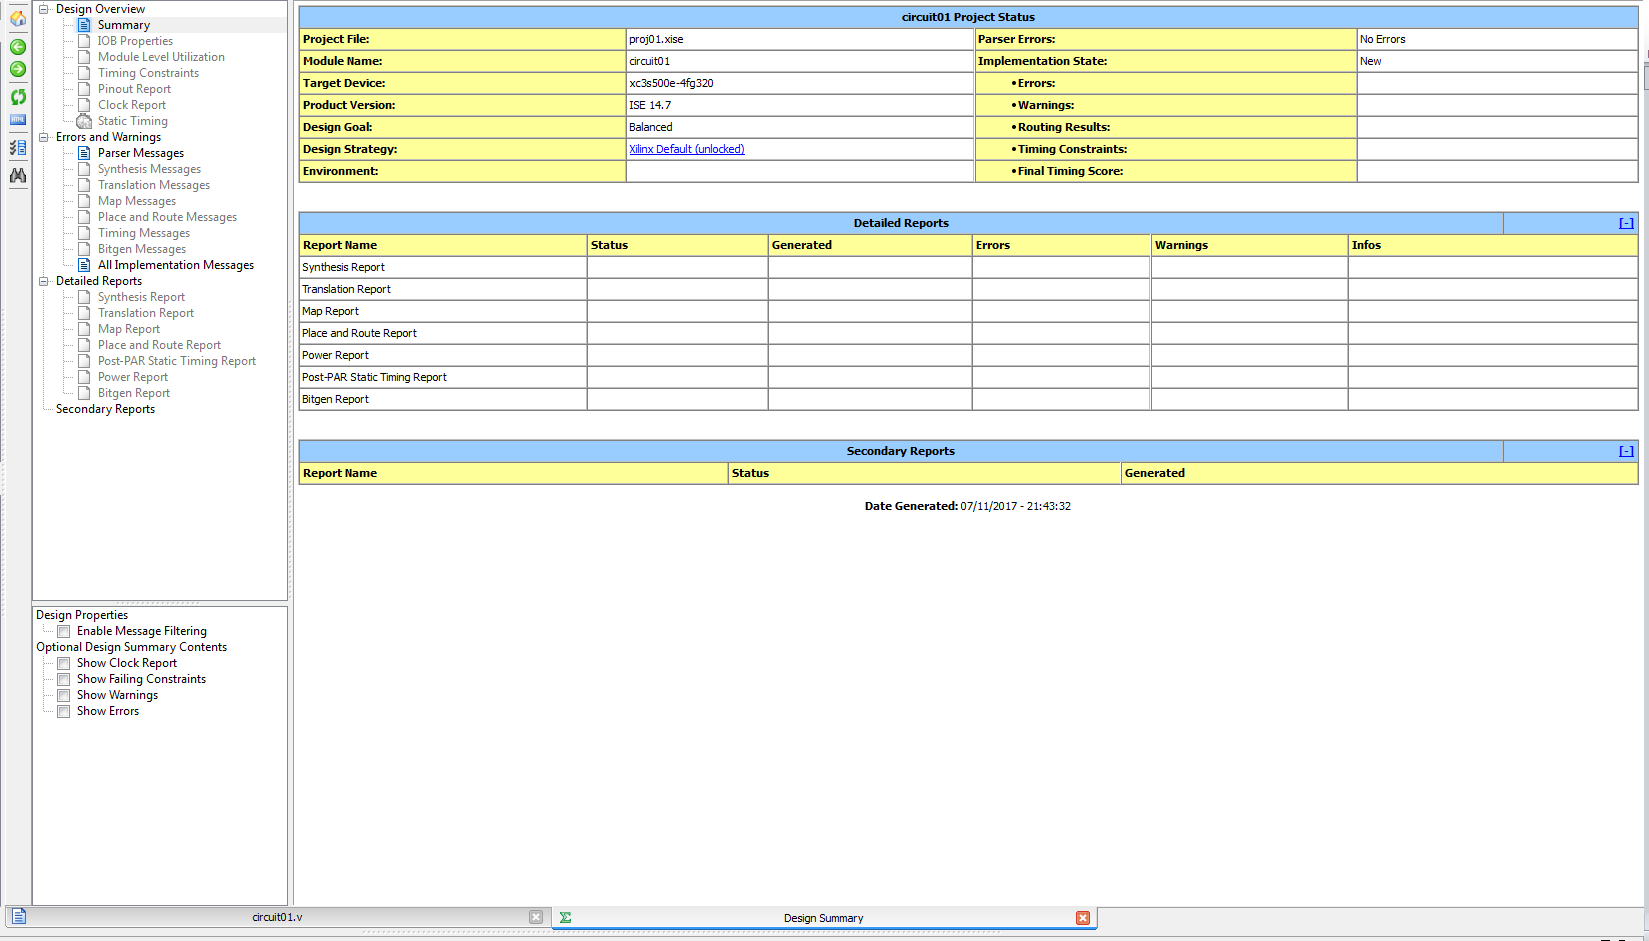 Design Overview
Summary
IOB Properties
Module Level Utilization
Timing Constraints
Pinout Report
Clock Report
Static Timing
Errors and Warnings
Parser Messages
Synthesis Messages
Translation Messages
Map Messages
Place and Route Messages
Timing Messages
Bitgen Messages
All Implementation Messages
Detailed Reports
Synthesis Report
Translation Report
Map Report
Place and Route Report
Post-PAR Static Timing Report
Power Report
Bitgen Report
Secondary Reports
Design Properties
Enable Message Filtering
Optional Design Summary Contents
Show Clock Report
Show Failing Constraints
Show Warnings
Show Errors
circuit01 Project Status
Project File: proj01.xise Parser Errors: No Errors
Module Name: circuit01 Implementation State: New
Target Device: xc3s500e-4fg320 •Errors:
Product Version: ISE 14.7 •Warnings:
Design Goal: Balanced •Routing Results:
Design Strategy: Xilinx Default (unlocked) •Timing Constraints:
Environment: •Final Timing Score:
Detailed Reports [-]
Report Name Status Generated Errors Warnings Infos
Synthesis Report
Translation Report
Map Report
Place and Route Report
Power Report
Post-PAR Static Timing Report
Bitgen Report
Secondary Reports [-]
Report Name Status Generated
Date Generated: 07/11/2017 - 21:43:32
circuit01.v Design Summary